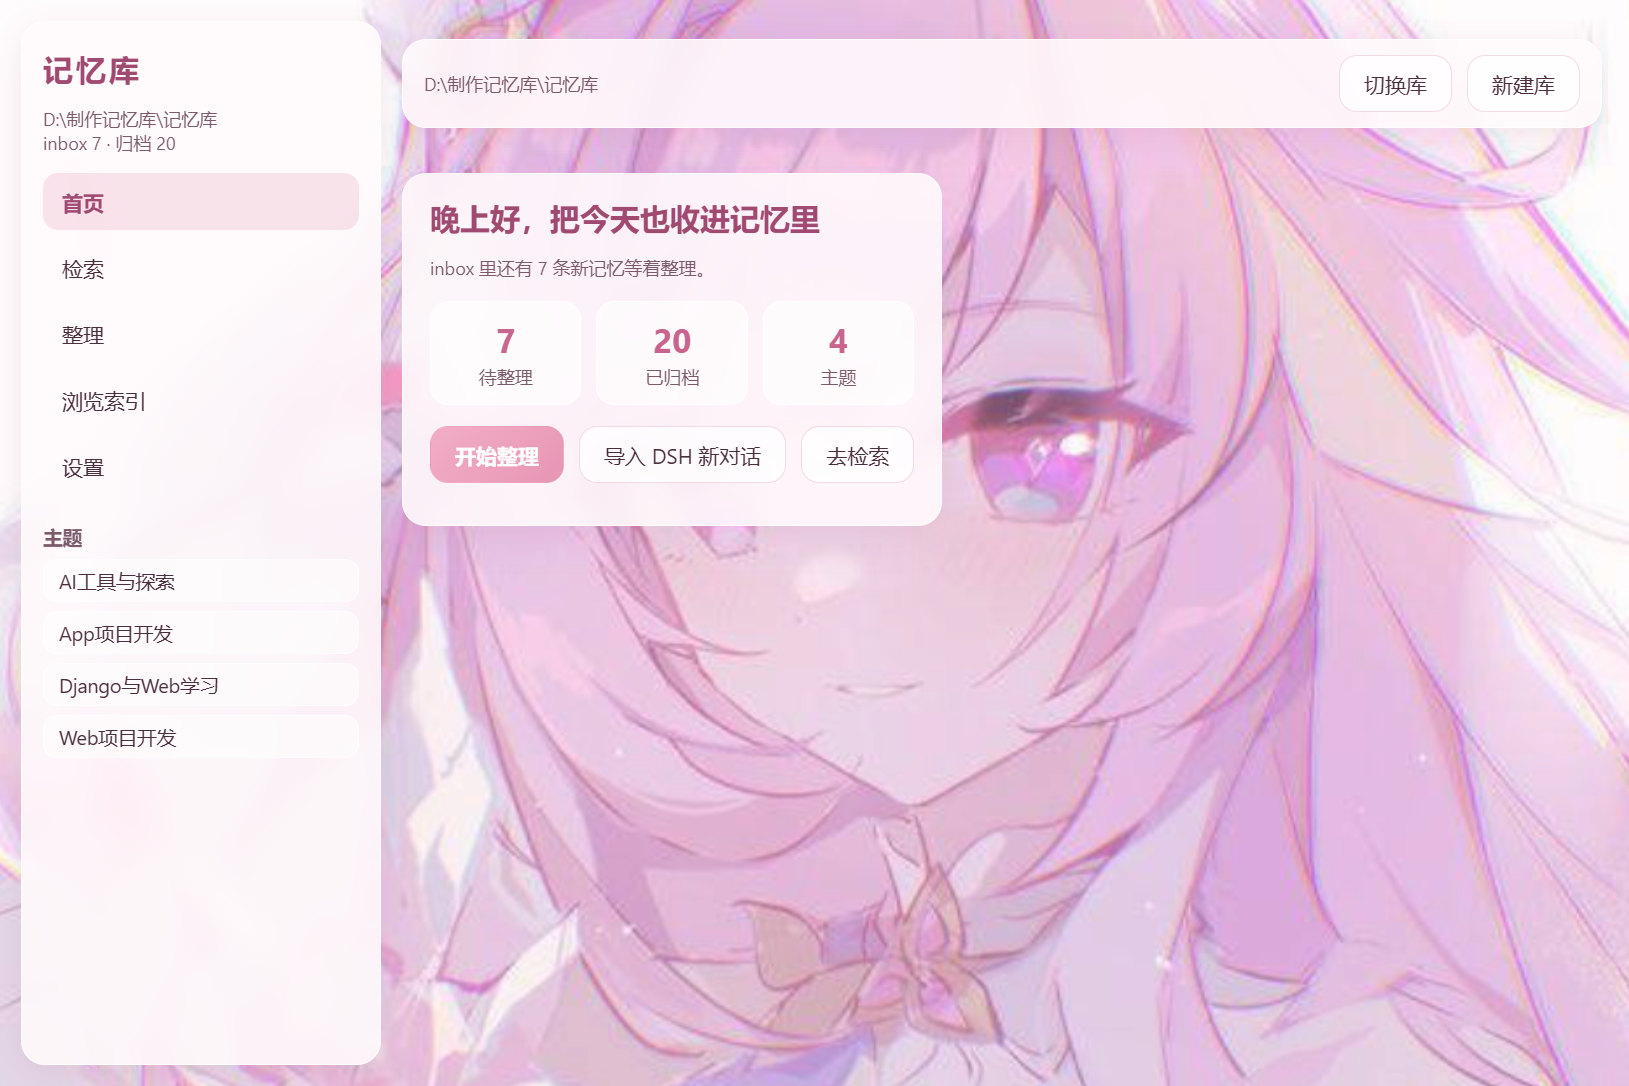 记忆库
D:\制作记忆库\记忆库
inbox 7 · 归档 20
首页
检索
整理
浏览索引
设置
主题
AI工具与探索
App项目开发
Django与Web学习
Web项目开发
D:\制作记忆库\记忆库
切换库
新建库
晚上好，把今天也收进记忆里
inbox 里还有 7 条新记忆等着整理。
7
待整理
20
已归档
4
主题
开始整理
导入 DSH 新对话
去检索